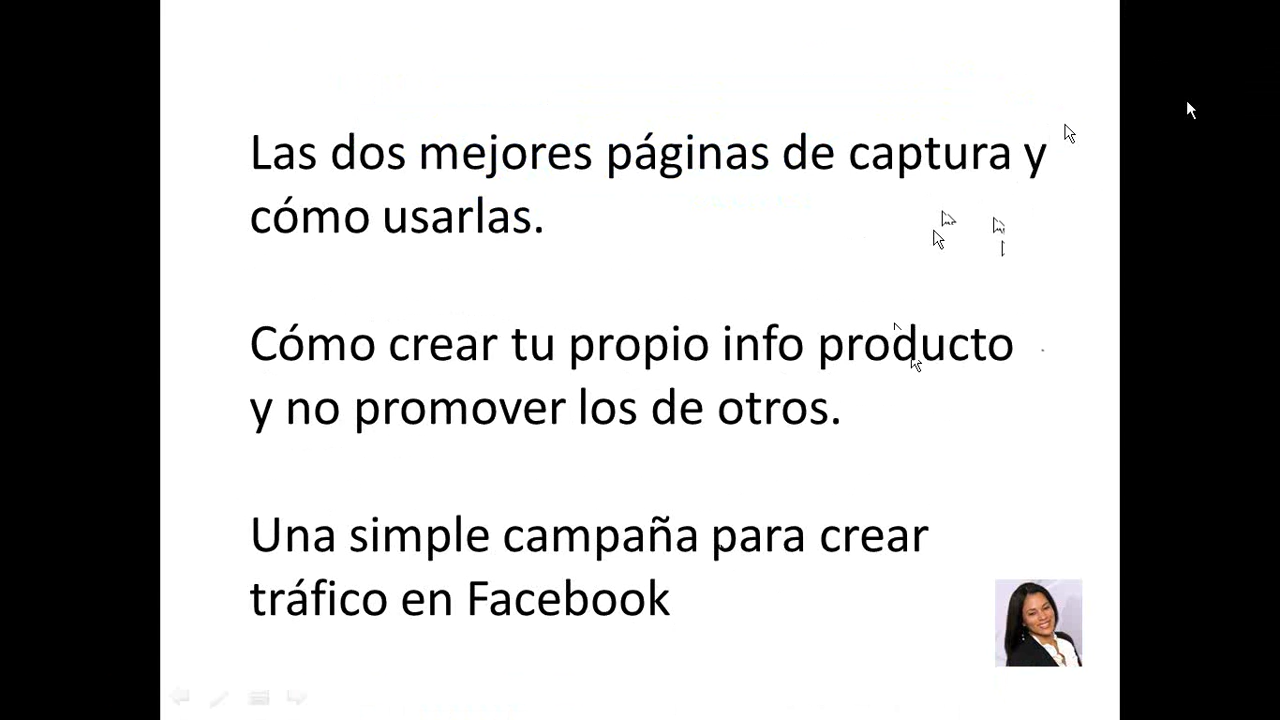 Las dos mejores páginas de captura y
cómo usarlas.
Cómo crear tu propio info producto
y no promover los de otros.
Una simple campaña para crear
tráfico en Facebook